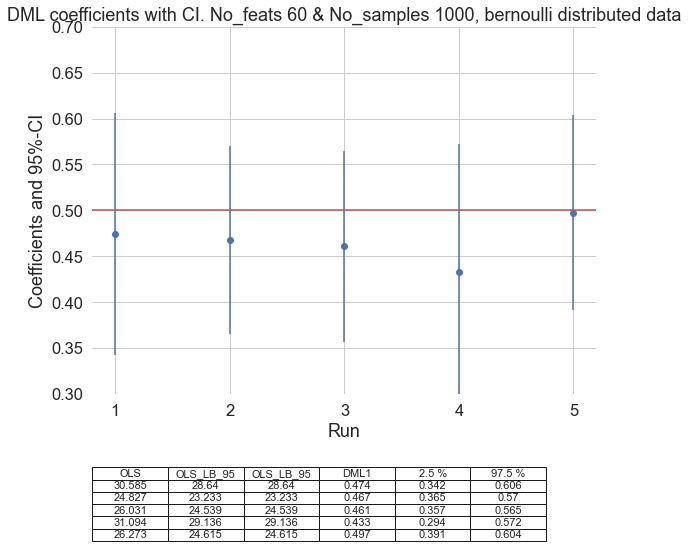 DML coefficients with CI. No_feats 60 & No_samples 1000, bernoulli distributed data
0.70
0.65
0.60
0.55
0.50
0.45
0.40
0.35
0.30
Coefficients and 95%-CI
1 2 3 4 5
Run
OLS OLS_LB_95 OLS_LB_95 DML1 2.5 % 97.5 %
30.585 28.64 28.64 0.474 0.342 0.606
24.827 23.233 23.233 0.467 0.365 0.57
26.031 24.539 24.539 0.461 0.357 0.565
31.094 29.136 29.136 0.433 0.294 0.572
26.273 24.615 24.615 0.497 0.391 0.604